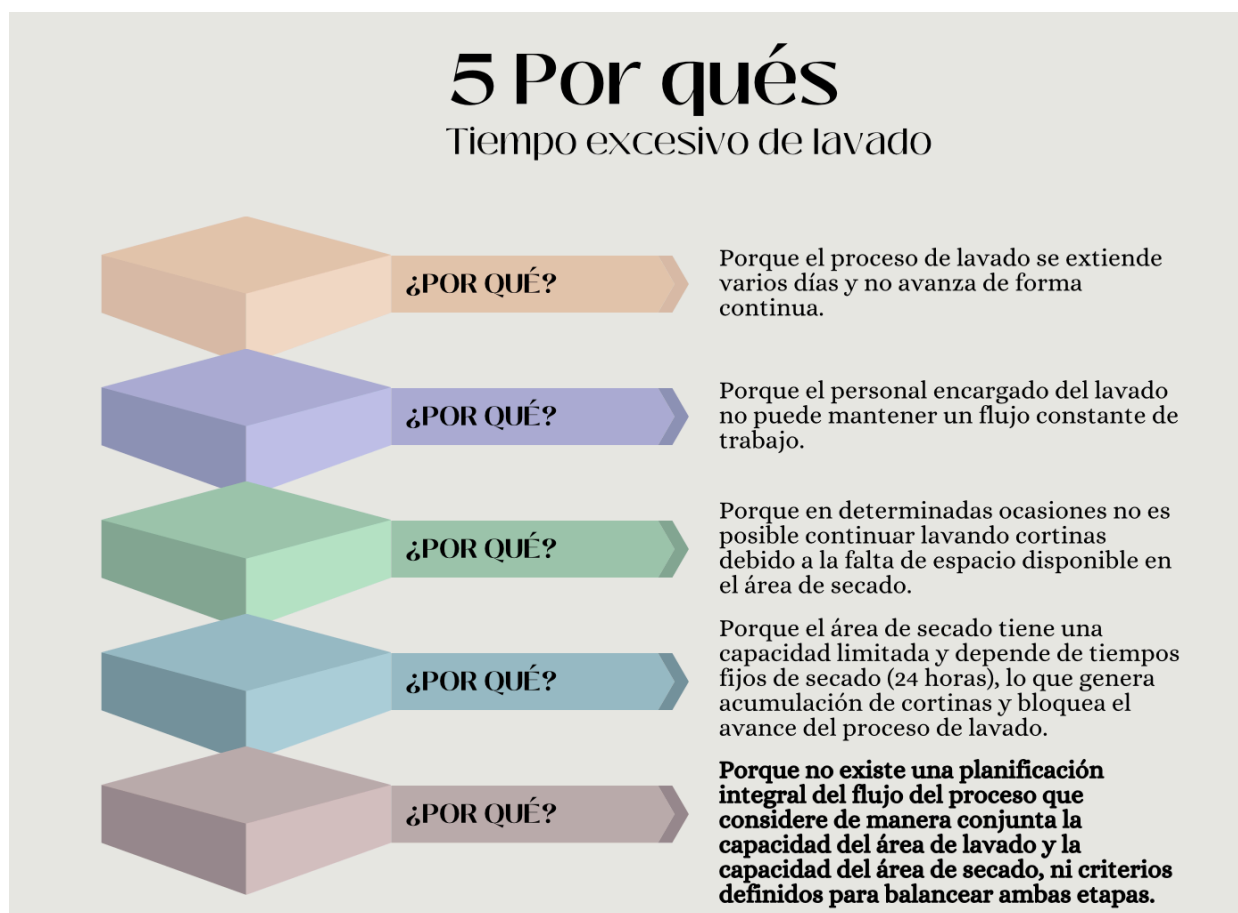 5 Por qués
Tiempo excesivo de lavado
¿POR QUÉ?
Porque el proceso de lavado se extiende
varios días y no avanza de forma
continua.
¿POR QUÉ?
Porque el personal encargado del lavado
no puede mantener un flujo constante de
trabajo.
¿POR QUÉ?
Porque en determinadas ocasiones no es
posible continuar lavando cortinas
debido a la falta de espacio disponible en
el área de secado.
¿POR QUÉ?
Porque el área de secado tiene una
capacidad limitada y depende de tiempos
fijos de secado (24 horas), lo que genera
acumulación de cortinas y bloquea el
avance del proceso de lavado.
¿POR QUÉ?
Porque no existe una planificación
integral del flujo del proceso que
considere de manera conjunta la
capacidad del área de lavado y la
capacidad del área de secado, ni criterios
definidos para balancear ambas etapas.